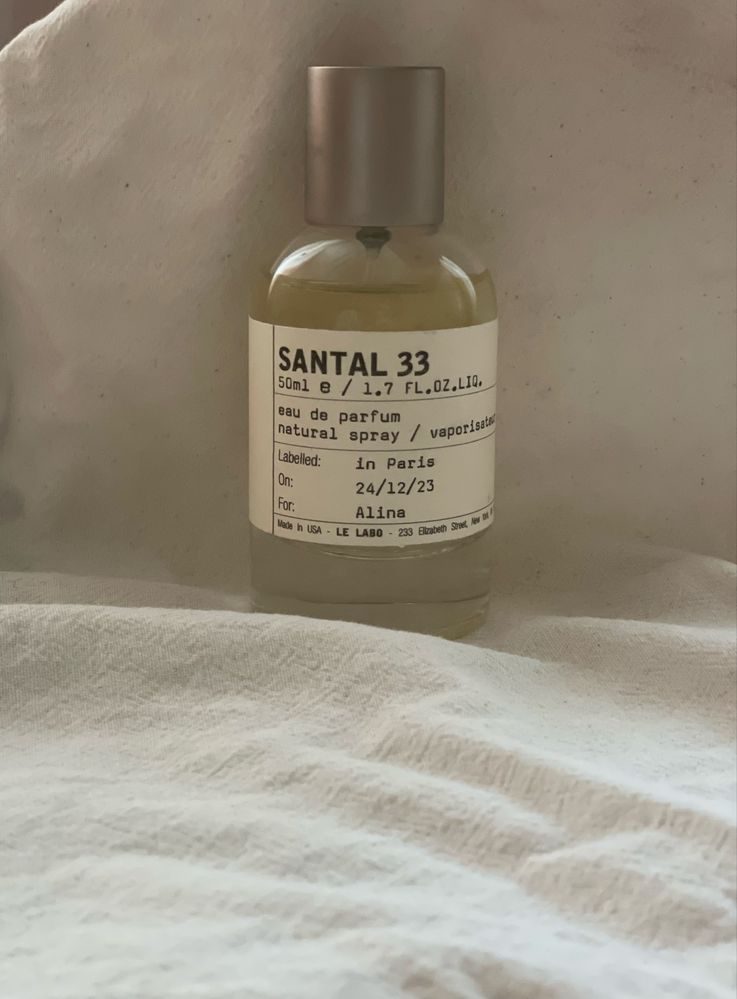 SANTAL 33
50ml e / 1.7 FL.OZ.LIQ.
eau de parfum
natural spray / vaporisateur
Labelled: in Paris
On: 24/12/23
For: Alina
Made in USA - LE LABO - 233 Elizabeth Street, New